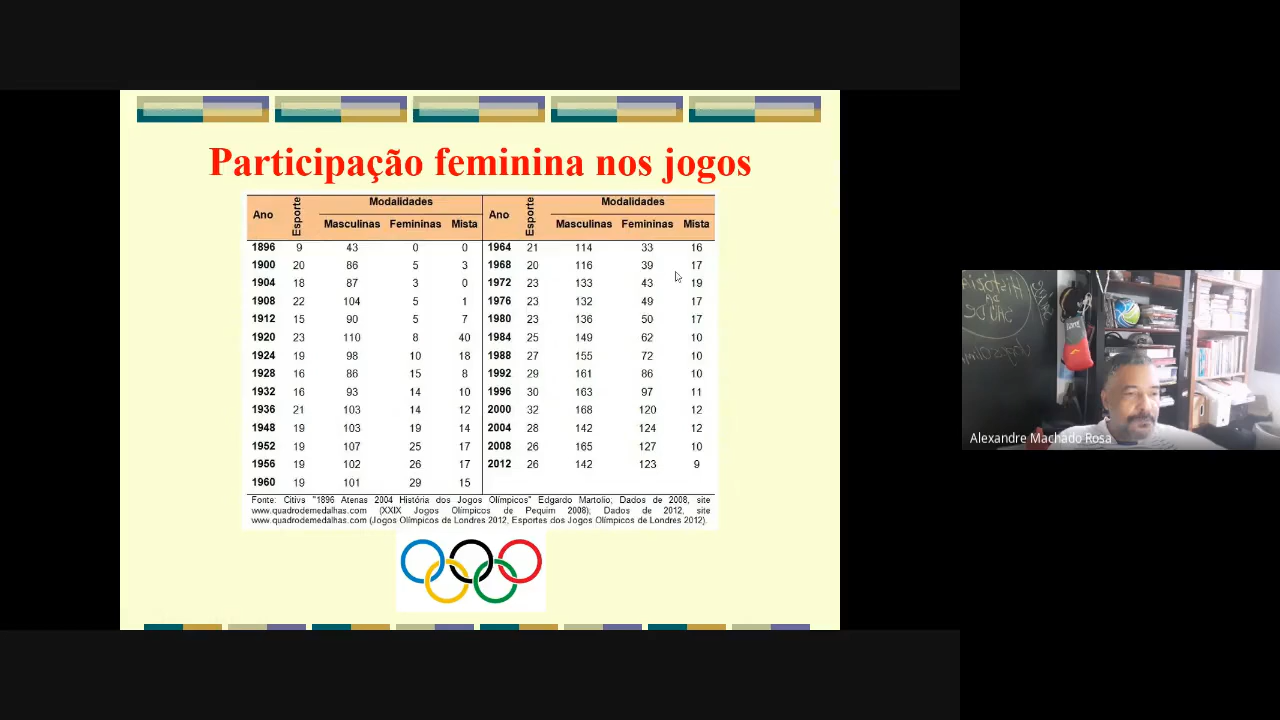 Participação feminina nos jogos
Ano Esporte Modalidades Ano Esporte Modalidades
Masculinas Femininas Mista Masculinas Femininas Mista
1896 9 43 0 0 1964 21 114 33 16
1900 20 86 5 3 1968 20 116 39 17
1904 18 87 3 0 1972 23 133 43 19
1908 22 104 5 1 1976 23 132 49 17
1912 15 90 5 7 1980 23 136 50 17
1920 23 110 8 40 1984 25 149 62 10
1924 19 98 10 18 1988 27 155 72 10
1928 16 86 15 8 1992 29 161 86 10
1932 16 93 14 10 1996 30 163 97 11
1936 21 103 14 12 2000 32 168 120 12
1948 19 103 19 14 2004 28 142 124 12
1952 19 107 25 17 2008 26 165 127 10
1956 19 102 26 17 2012 26 142 123 9
1960 19 101 29 15
Fonte: Citivs "1896 Atenas 2004 História dos Jogos Olímpicos" Edgardo Martolio; Dados de 2008, site
www.quadrodemedalhas.com (XXIX Jogos Olímpicos de Pequim 2008); Dados de 2012, site
www.quadrodemedalhas.com (Jogos Olímpicos de Londres 2012, Esportes dos Jogos Olímpicos de Londres 2012).
História
DA
SAÚDE
Alexandre Machado Rosa